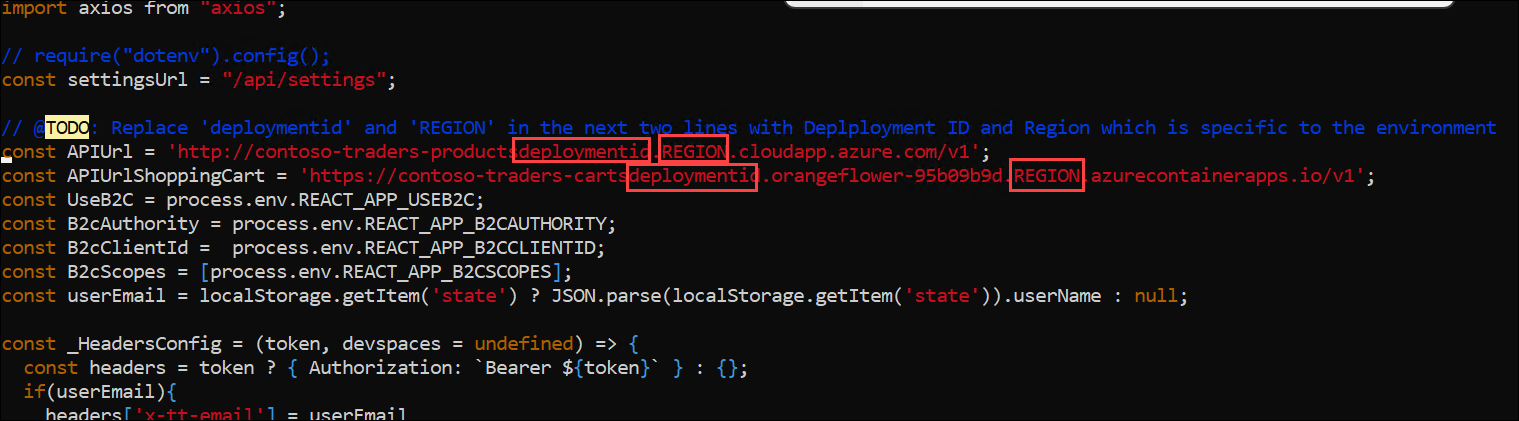 import axios from "axios";
// require("dotenv").config();
const settingsUrl = "/api/settings";
// @TODO: Replace 'deploymentid' and 'REGION' in the next two lines with Deplployment ID and Region which is specific to the environment
const APIUrl = 'http://contoso-traders-productsdeploymentid.REGION.cloudapp.azure.com/v1';
const APIUrlShoppingCart = 'https://contoso-traders-cartsdeploymentid.orangeflower-95b09b9d.REGION.azurecontainerapps.io/v1';
const UseB2C = process.env.REACT_APP_USEB2C;
const B2cAuthority = process.env.REACT_APP_B2CAUTHORITY;
const B2cClientId =  process.env.REACT_APP_B2CCLIENTID;
const B2cScopes = [process.env.REACT_APP_B2CSCOPES];
const userEmail = localStorage.getItem('state') ? JSON.parse(localStorage.getItem('state')).userName : null;
const _HeadersConfig = (token, devspaces = undefined) => {
  const headers = token ? { Authorization: `Bearer ${token}` } : {};
  if(userEmail){
    headers['x-tt-email'] = userEmail